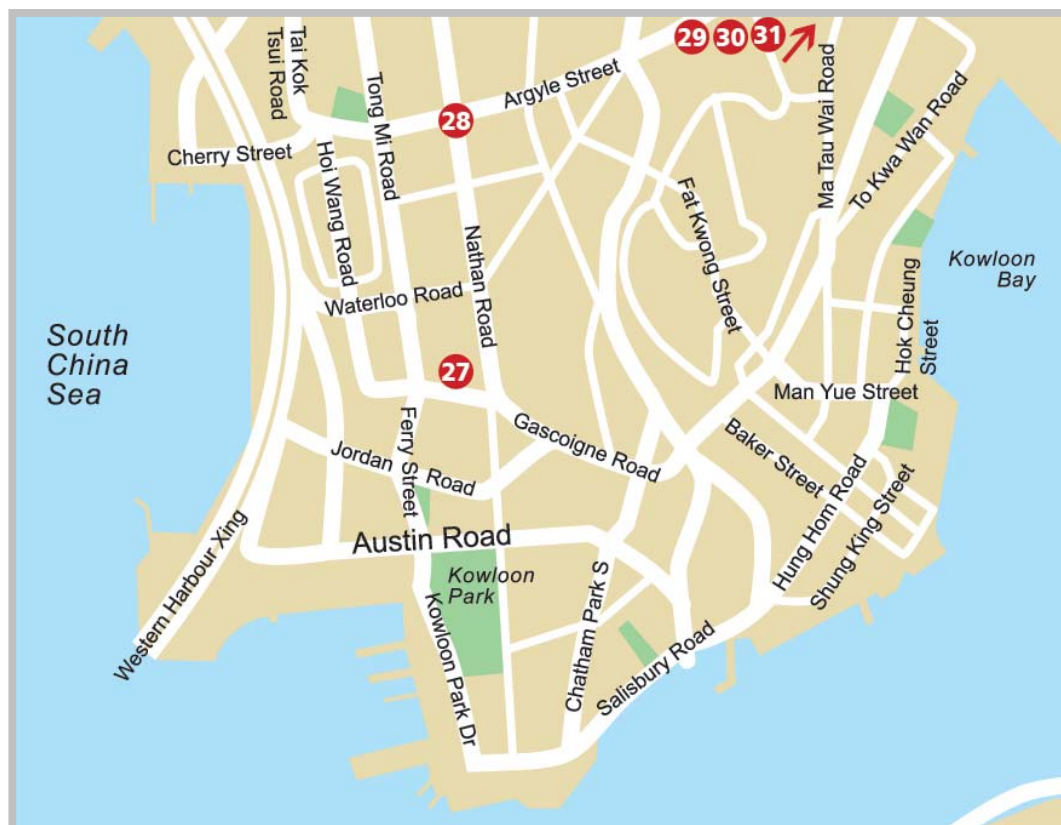 29 30 31
Tai Kok
Tsui Road
Tong Mi Road
Argyle Street
28
Cherry Street
Hoi Wang Road
Ma Tau Wai Road
To Kwa Wan Road
Fat Kwong Street
Nathan Road
Waterloo Road
Kowloon
Bay
Hok Cheung
Street
South
China
Sea
27
Man Yue Street
Ferry Street
Gascoigne Road
Baker Street
Jordan Road
Austin Road
Hung Hom Road
Shung King Street
Western Harbour Xing
Kowloon
Park
Kowloon Park Dr
Chatham Park S
Salisbury Road